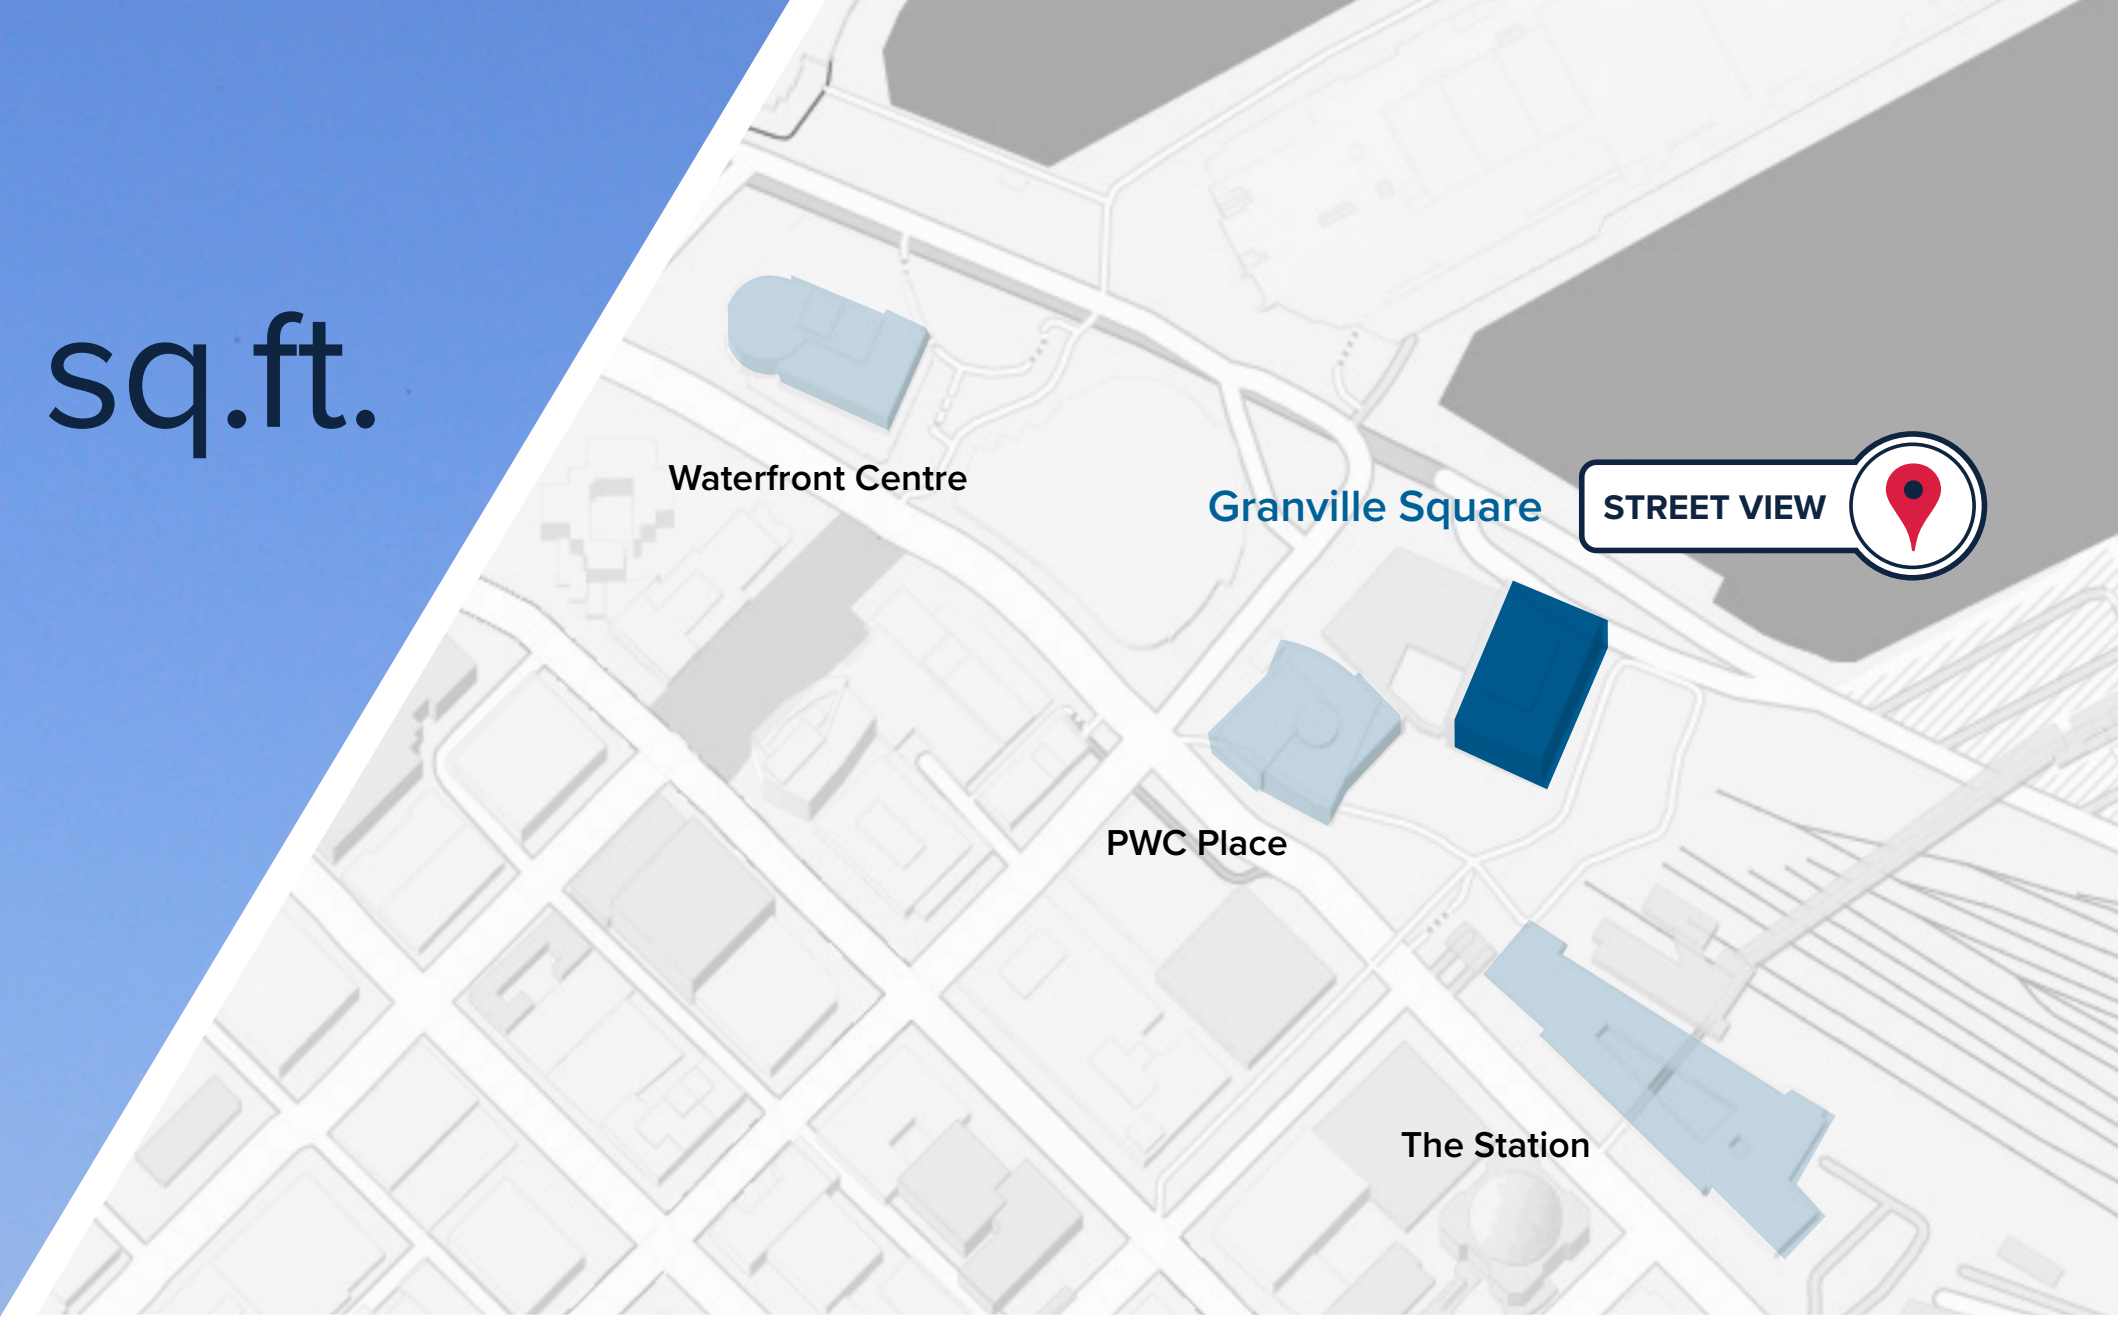 sq.ft.
Waterfront Centre
Granville Square
STREET VIEW
PWC Place
The Station